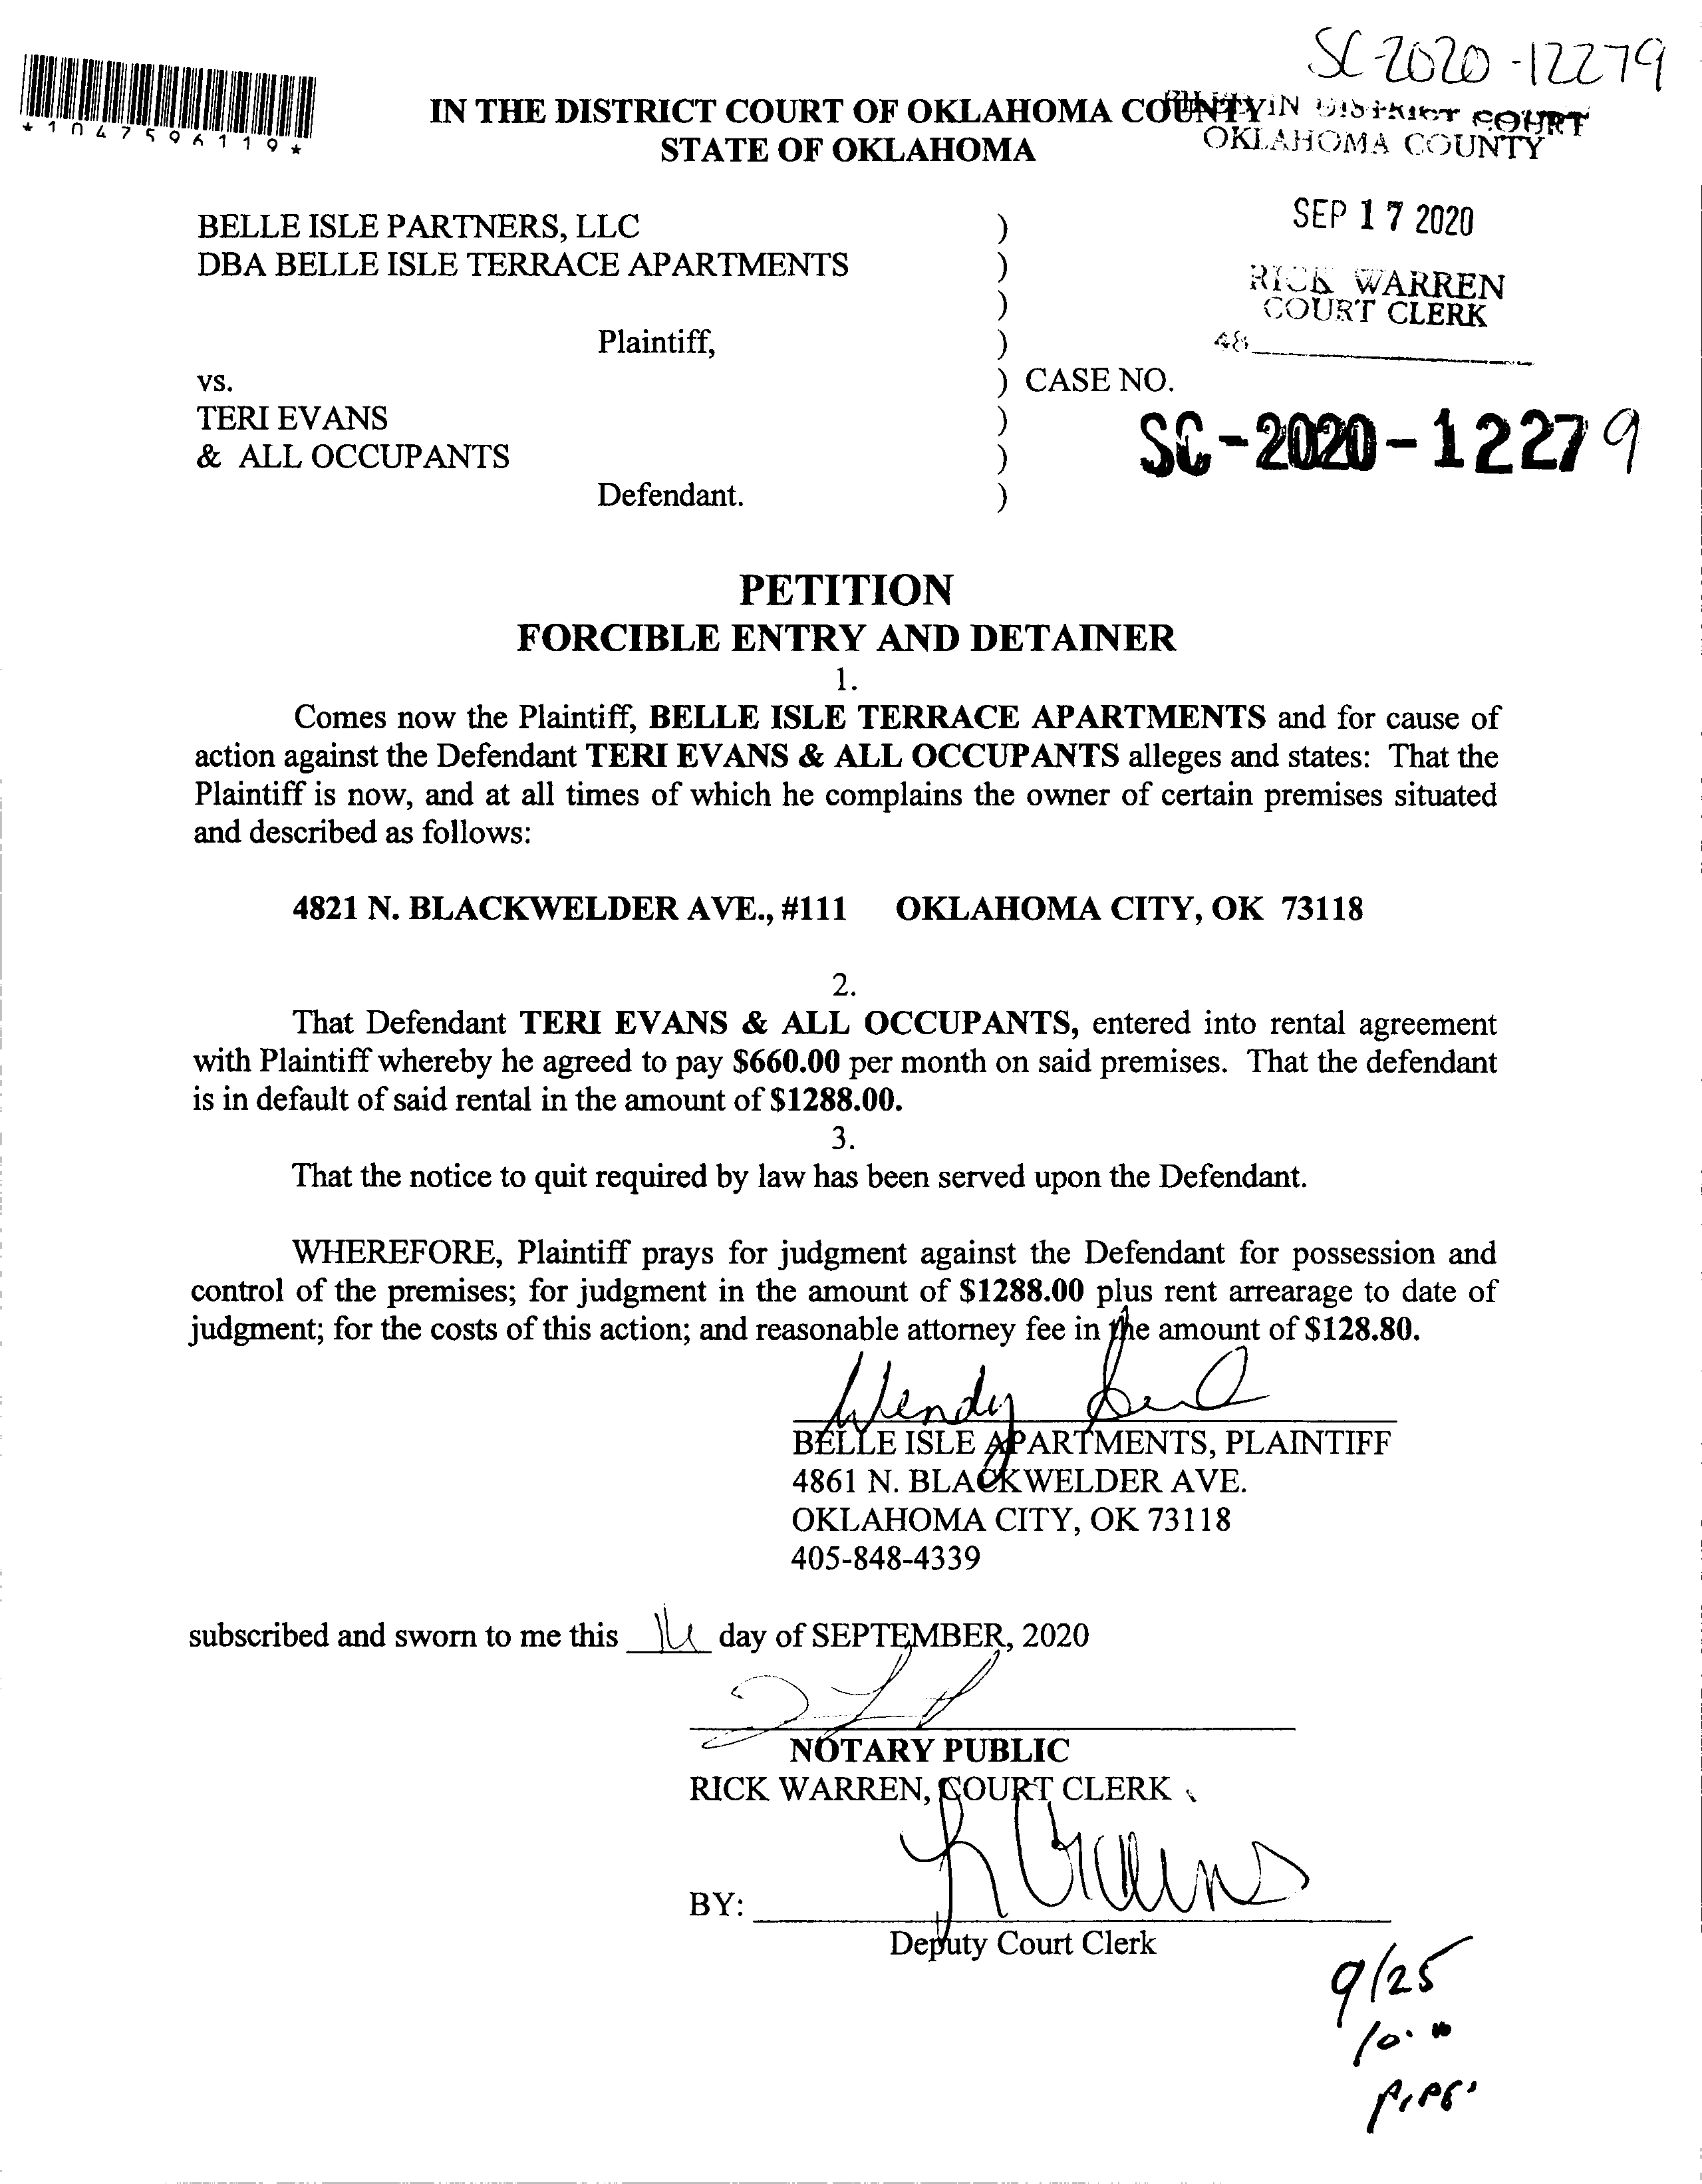 SC-2020-12279
*1047596119*
IN THE DISTRICT COURT OF OKLAHOMA COUNTY
STATE OF OKLAHOMA
IN DISTRICT COURT
OKLAHOMA COUNTY
SEP 17 2020
RICK WARREN
COURT CLERK
48
BELLE ISLE PARTNERS, LLC )
DBA BELLE ISLE TERRACE APARTMENTS )
)
Plaintiff, )
vs. ) CASE NO.
TERI EVANS )
SC-2020-12279
& ALL OCCUPANTS )
Defendant. )
PETITION
FORCIBLE ENTRY AND DETAINER
1.
Comes now the Plaintiff, BELLE ISLE TERRACE APARTMENTS and for cause of
action against the Defendant TERI EVANS & ALL OCCUPANTS alleges and states: That the
Plaintiff is now, and at all times of which he complains the owner of certain premises situated
and described as follows:
4821 N. BLACKWELDER AVE., #111 OKLAHOMA CITY, OK 73118
2.
That Defendant TERI EVANS & ALL OCCUPANTS, entered into rental agreement
with Plaintiff whereby he agreed to pay $660.00 per month on said premises. That the defendant
is in default of said rental in the amount of $1288.00.
3.
That the notice to quit required by law has been served upon the Defendant.
WHEREFORE, Plaintiff prays for judgment against the Defendant for possession and
control of the premises; for judgment in the amount of $1288.00 plus rent arrearage to date of
judgment; for the costs of this action; and reasonable attorney fee in the amount of $128.80.
Wendy
BELLE ISLE APARTMENTS, PLAINTIFF
4861 N. BLACKWELDER AVE.
OKLAHOMA CITY, OK 73118
405-848-4339
subscribed and sworn to me this 16 day of SEPTEMBER, 2020
NOTARY PUBLIC
RICK WARREN, COURT CLERK
BY:
Deputy Court Clerk
9/25